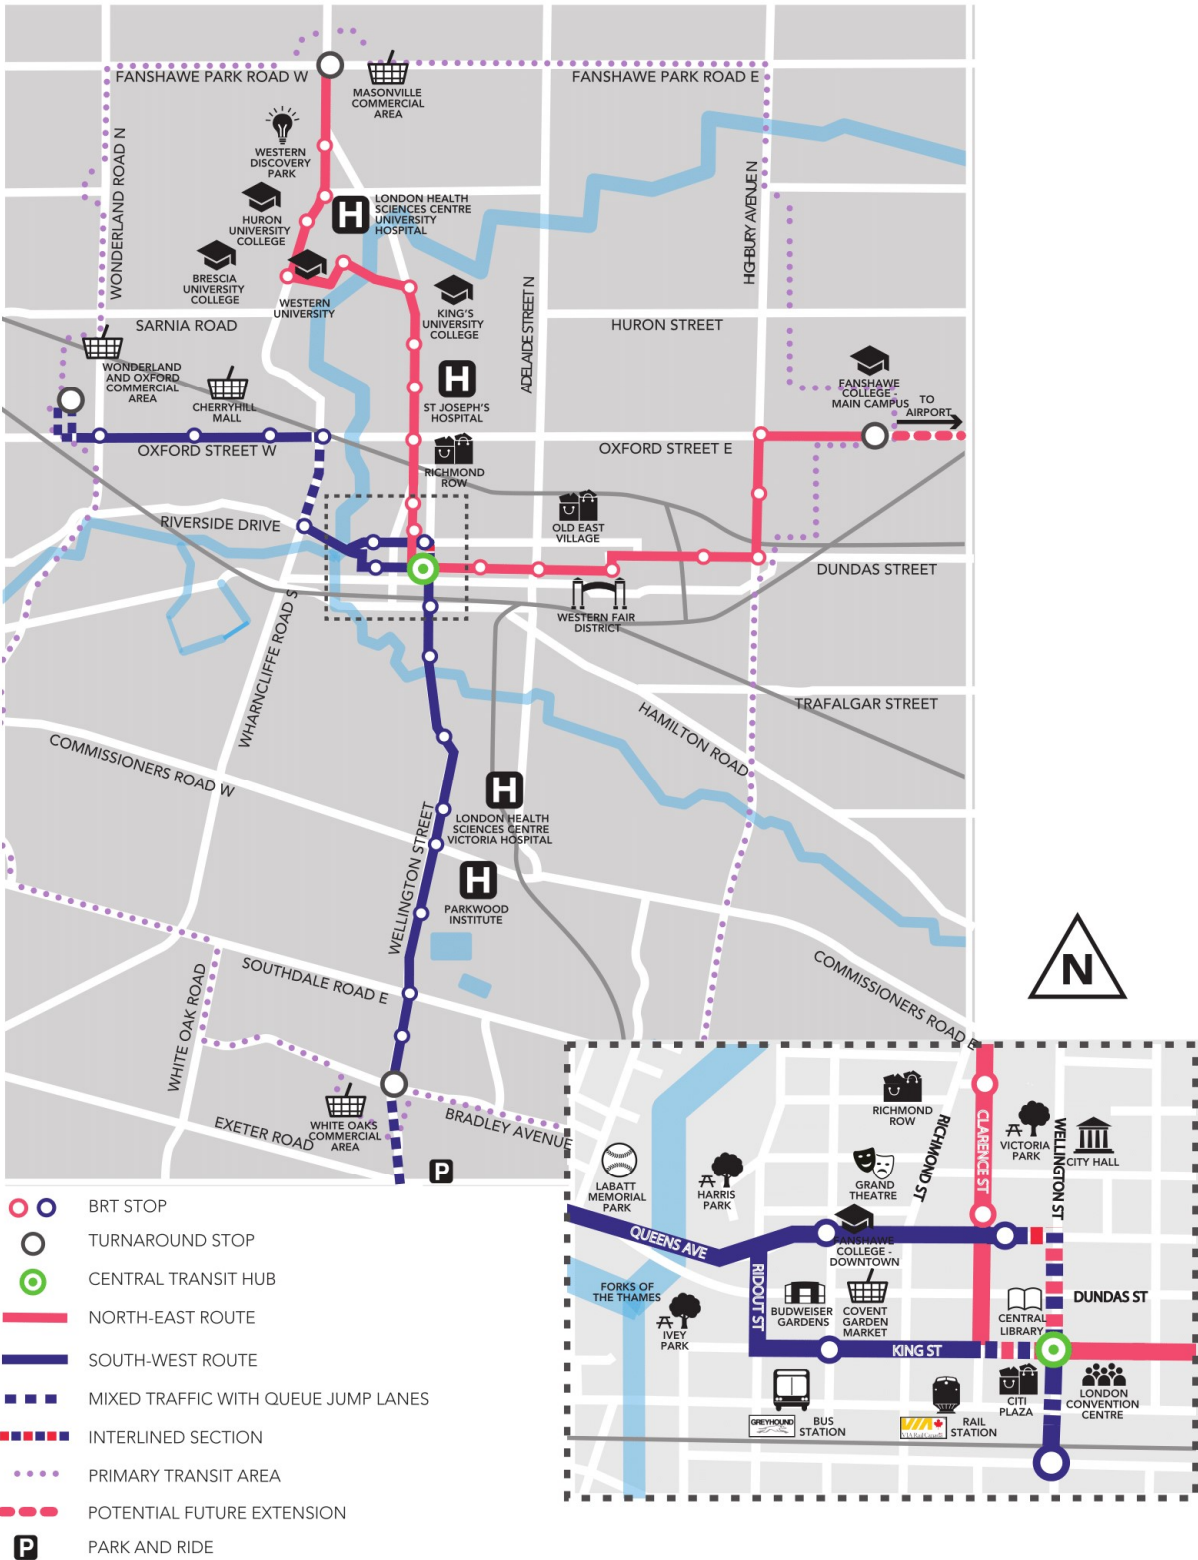 FANSHAWE PARK ROAD W
FANSHAWE PARK ROAD E
MASONVILLE
COMMERCIAL
AREA
WESTERN
DISCOVERY
PARK
WONDERLAND ROAD N
HIGHBURY AVENUE N
HURON
UNIVERSITY
COLLEGE
H
LONDON HEALTH
SCIENCES CENTRE
UNIVERSITY
HOSPITAL
BRESCIA
UNIVERSITY
COLLEGE
WESTERN
UNIVERSITY
KING'S
UNIVERSITY
COLLEGE
ADELAIDE STREET N
SARNIA ROAD
HURON STREET
WONDERLAND
AND OXFORD
COMMERCIAL
AREA
CHERRYHILL
MALL
H
ST JOSEPH'S
HOSPITAL
FANSHAWE
COLLEGE -
MAIN CAMPUS
TO
AIRPORT
OXFORD STREET W
OXFORD STREET E
RICHMOND
ROW
OLD EAST
VILLAGE
RIVERSIDE DRIVE
DUNDAS STREET
WESTERN FAIR
DISTRICT
WHARNCLIFFE ROAD S
TRAFALGAR STREET
HAMILTON ROAD
COMMISSIONERS ROAD W
H
LONDON HEALTH
SCIENCES CENTRE
VICTORIA HOSPITAL
WELLINGTON STREET
H
PARKWOOD
INSTITUTE
SOUTHDALE ROAD E
COMMISSIONERS ROAD E
WHITE OAK ROAD
WHITE OAKS
COMMERCIAL
AREA
BRADLEY AVENUE
EXETER ROAD
P
N
RICHMOND
ROW
RICHMOND ST
CLARENCE ST
VICTORIA
PARK
WELLINGTON ST
CITY HALL
LABATT
MEMORIAL
PARK
HARRIS
PARK
GRAND
THEATRE
QUEENS AVE
FANSHAWE
COLLEGE -
DOWNTOWN
RIDOUT ST
FORKS OF
THE THAMES
IVEY
PARK
BUDWEISER
GARDENS
COVENT
GARDEN
MARKET
CENTRAL
LIBRARY
DUNDAS ST
KING ST
CITI
PLAZA
LONDON
CONVENTION
CENTRE
GREYHOUND
BUS
STATION
VIA
VIA Rail Canada
RAIL
STATION
BRT STOP
TURNAROUND STOP
CENTRAL TRANSIT HUB
NORTH-EAST ROUTE
SOUTH-WEST ROUTE
MIXED TRAFFIC WITH QUEUE JUMP LANES
INTERLINED SECTION
PRIMARY TRANSIT AREA
POTENTIAL FUTURE EXTENSION
P PARK AND RIDE